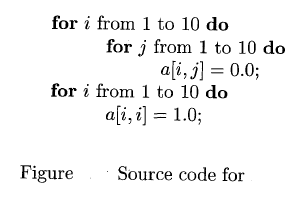 for i from 1 to 10 do
for j from 1 to 10 do
a[i, j] = 0.0;
for i from 1 to 10 do
a[i, i] = 1.0;
Figure Source code for